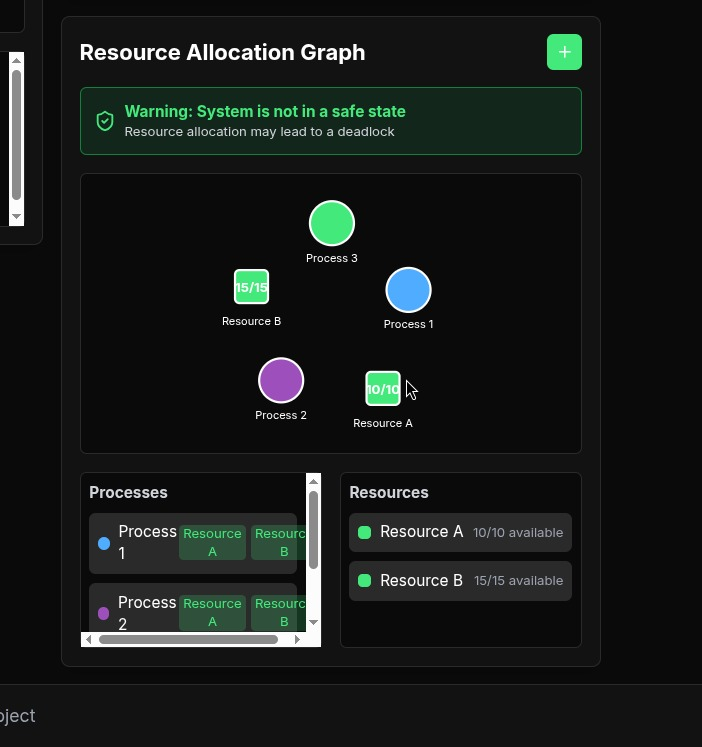 Resource Allocation Graph
+
Warning: System is not in a safe state
Resource allocation may lead to a deadlock
Process 3
15/15
Resource B
Process 1
Process 2
10/10
Resource A
Processes
Process 1
Resource A
Resource B
Process 2
Resource A
Resource B
Resources
Resource A 10/10 available
Resource B 15/15 available
oject